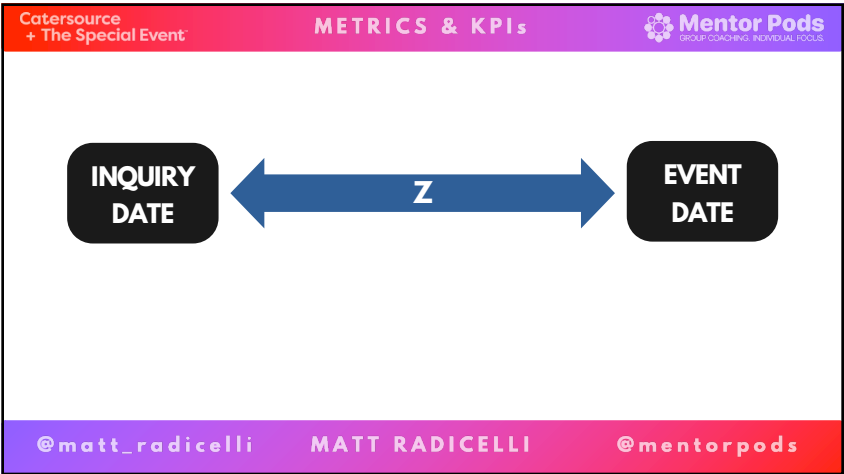 Catersource
+ The Special Event
METRICS & KPIs
Mentor Pods
GROUP COACHING. INDIVIDUAL FOCUS.
INQUIRY
DATE
Z
EVENT
DATE
@matt_radicelli
MATT RADICELLI
@mentorpods